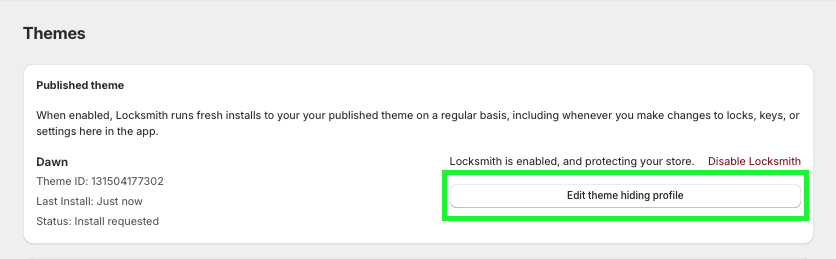 Themes
Published theme
When enabled, Locksmith runs fresh installs to your your published theme on a regular basis, including whenever you make changes to locks, keys, or
settings here in the app.
Dawn
Locksmith is enabled, and protecting your store. Disable Locksmith
Theme ID: 131504177302
Edit theme hiding profile
Last Install: Just now
Status: Install requested